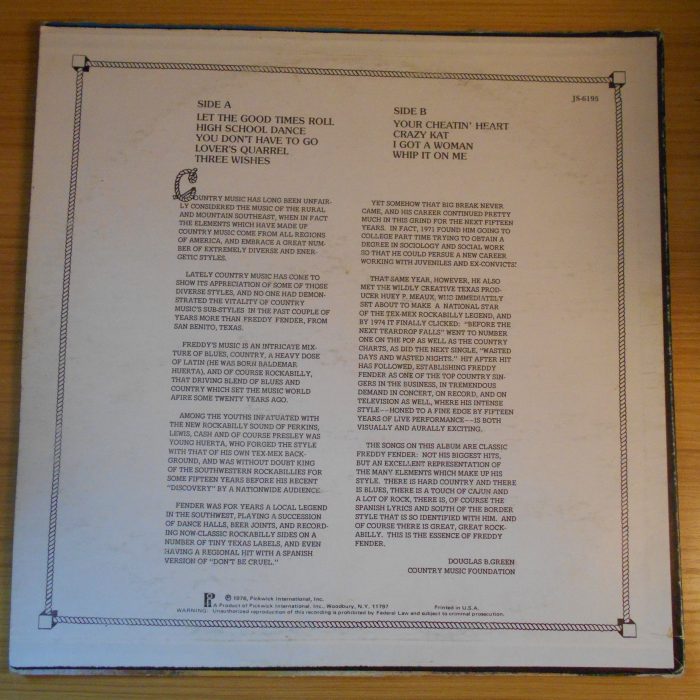 JS-6195
SIDE A
LET THE GOOD TIMES ROLL
HIGH SCHOOL DANCE
YOU DON'T HAVE TO GO
LOVER'S QUARREL
THREE WISHES
SIDE B
YOUR CHEATIN' HEART
CRAZY KAT
I GOT A WOMAN
WHIP IT ON ME
COUNTRY MUSIC HAS LONG BEEN UNFAIR-
LY CONSIDERED THE MUSIC OF THE RURAL
AND MOUNTAIN SOUTHEAST, WHEN IN FACT
THE ELEMENTS WHICH HAVE MADE UP
COUNTRY MUSIC COME FROM ALL REGIONS
OF AMERICA, AND EMBRACE A GREAT NUM-
BER OF EXTREMELY DIVERSE AND ENER-
GETIC STYLES.
LATELY COUNTRY MUSIC HAS COME TO
SHOW ITS APPRECIATION OF SOME OF THOSE
DIVERSE STYLES, AND NO ONE HAD DEMON-
STRATED THE VITALITY OF COUNTRY
MUSIC'S SUB-STYLES IN THE PAST COUPLE OF
YEARS MORE THAN FREDDY FENDER, FROM
SAN BENITO, TEXAS.
FREDDY'S MUSIC IS AN INTRICATE MIX-
TURE OF BLUES, COUNTRY, A HEAVY DOSE
OF LATIN (HE WAS BORN BALDEMAR
HUERTA), AND OF COURSE ROCKABILLY,
THAT DRIVING BLEND OF BLUES AND
COUNTRY WHICH SET THE MUSIC WORLD
AFIRE SOME TWENTY YEARS AGO.
AMONG THE YOUTHS INFATUATED WITH
THE NEW ROCKABILLY SOUND OF PERKINS,
LEWIS, CASH AND OF COURSE PRESLEY WAS
YOUNG HUERTA, WHO FORGED THE STYLE
WITH THAT OF HIS OWN TEX-MEX BACK-
GROUND, AND WAS WITHOUT DOUBT KING
OF THE SOUTHWESTERN ROCKABILLIES FOR
SOME FIFTEEN YEARS BEFORE HIS RECENT
"DISCOVERY" BY A NATIONWIDE AUDIENCE.
FENDER WAS FOR YEARS A LOCAL LEGEND
IN THE SOUTHWEST, PLAYING A SUCCESSION
OF DANCE HALLS, BEER JOINTS, AND RECORD-
ING NOW-CLASSIC ROCKABILLY SIDES ON A
NUMBER OF TINY TEXAS LABELS, AND EVEN
HAVING A REGIONAL HIT WITH A SPANISH
VERSION OF "DON'T BE CRUEL."
YET SOMEHOW THAT BIG BREAK NEVER
CAME, AND HIS CAREER CONTINUED PRETTY
MUCH IN THIS GRIND FOR THE NEXT FIFTEEN
YEARS. IN FACT, 1971 FOUND HIM GOING TO
COLLEGE PART TIME TRYING TO OBTAIN A
DEGREE IN SOCIOLOGY AND SOCIAL WORK
SO THAT HE COULD PERSUE A NEW CAREER
WORKING WITH JUVENILES AND EX-CONVICTS!
THAT SAME YEAR, HOWEVER, HE ALSO
MET THE WILDLY CREATIVE TEXAS PRO-
DUCER HUEY P. MEAUX, WHO IMMEDIATELY
SET ABOUT TO MAKE A NATIONAL STAR
OF THE TEX-MEX ROCKABILLY LEGEND, AND
BY 1974 IT FINALLY CLICKED: "BEFORE THE
NEXT TEARDROP FALLS" WENT TO NUMBER
ONE ON THE POP AS WELL AS THE COUNTRY
CHARTS, AS DID THE NEXT SINGLE, "WASTED
DAYS AND WASTED NIGHTS." HIT AFTER HIT
HAS FOLLOWED, ESTABLISHING FREDDY
FENDER AS ONE OF THE TOP COUNTRY SIN-
GERS IN THE BUSINESS, IN TREMENDOUS
DEMAND IN CONCERT, ON RECORD, AND ON
TELEVISION AS WELL, WHERE HIS INTENSE
STYLE--HONED TO A FINE EDGE BY FIFTEEN
YEARS OF LIVE PERFORMANCE--IS BOTH
VISUALLY AND AURALLY EXCITING.
THE SONGS ON THIS ALBUM ARE CLASSIC
FREDDY FENDER: NOT HIS BIGGEST HITS,
BUT AN EXCELLENT REPRESENTATION OF
THE MANY ELEMENTS WHICH MAKE UP HIS
STYLE. THERE IS HARD COUNTRY AND THERE
IS BLUES, THERE IS A TOUCH OF CAJUN AND
A LOT OF ROCK, THERE IS, OF COURSE THE
SPANISH LYRICS AND SOUTH OF THE BORDER
STYLE THAT IS SO IDENTIFIED WITH HIM. AND
OF COURSE THERE IS GREAT, GREAT ROCK-
ABILLY. THIS IS THE ESSENCE OF FREDDY
FENDER.
DOUGLAS B. GREEN
COUNTRY MUSIC FOUNDATION
℗ 1976, Pickwick International, Inc.
A Product of Pickwick International, Inc., Woodbury, N.Y. 11797 Printed in U.S.A.
WARNING: Unauthorized reproduction of this recording is prohibited by Federal Law and subject to criminal prosecution.